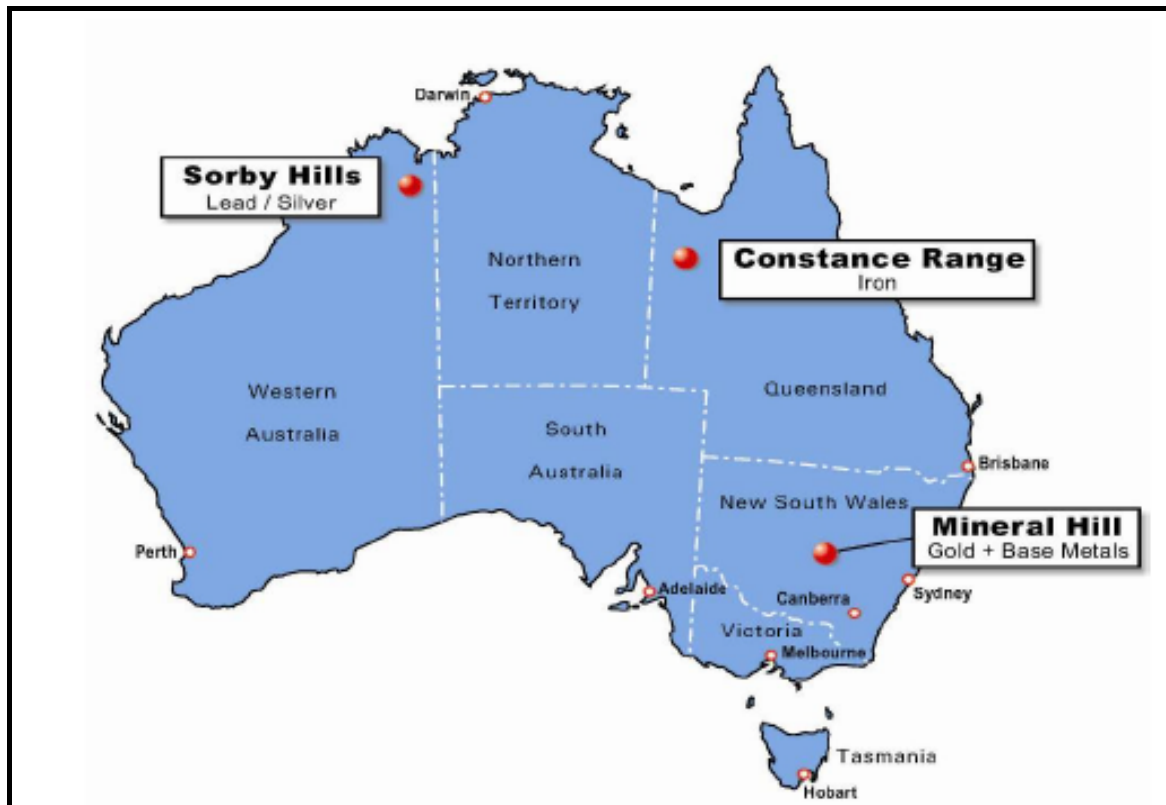 Darwin
Sorby Hills
Lead / Silver
Constance Range
Iron
Northern
Territory
Western
Australia
Queensland
South
Australia
Brisbane
New South Wales
Mineral Hill
Gold + Base Metals
Perth
Adelaide
Canberra
Sydney
Victoria
Melbourne
Tasmania
Hobart